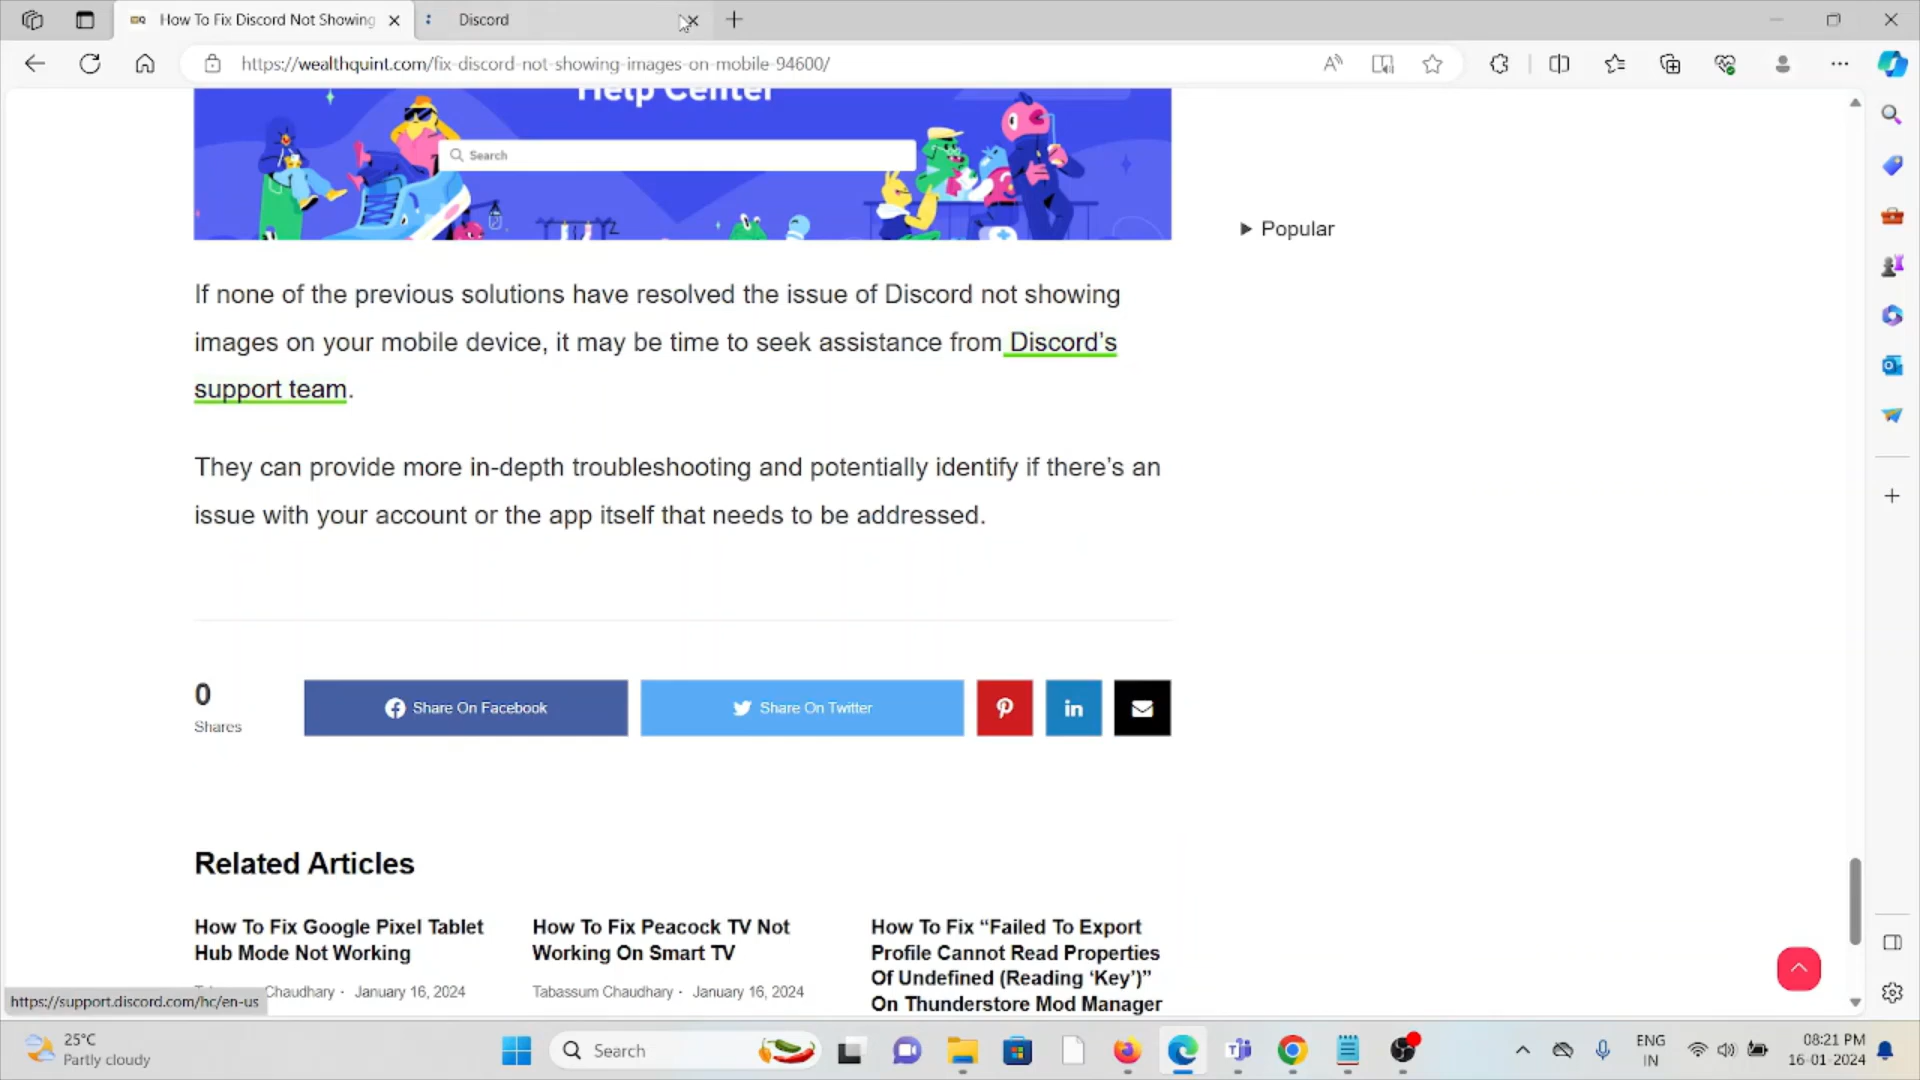 How To Fix Discord Not Showing
Discord
https://wealthquint.com/fix-discord-not-showing-images-on-mobile-94600/
Help Center
Search
Popular
If none of the previous solutions have resolved the issue of Discord not showing
images on your mobile device, it may be time to seek assistance from Discord’s
support team.
They can provide more in-depth troubleshooting and potentially identify if there’s an
issue with your account or the app itself that needs to be addressed.
0
Shares
Share On Facebook
Share On Twitter
Related Articles
How To Fix Google Pixel Tablet
Hub Mode Not Working
Chaudhary · January 16, 2024
How To Fix Peacock TV Not
Working On Smart TV
Tabassum Chaudhary · January 16, 2024
How To Fix “Failed To Export
Profile Cannot Read Properties
Of Undefined (Reading ‘Key’)”
On Thunderstore Mod Manager
https://support.discord.com/hc/en-us
25°C
Partly cloudy
Search
ENG
IN
08:21 PM
16-01-2024